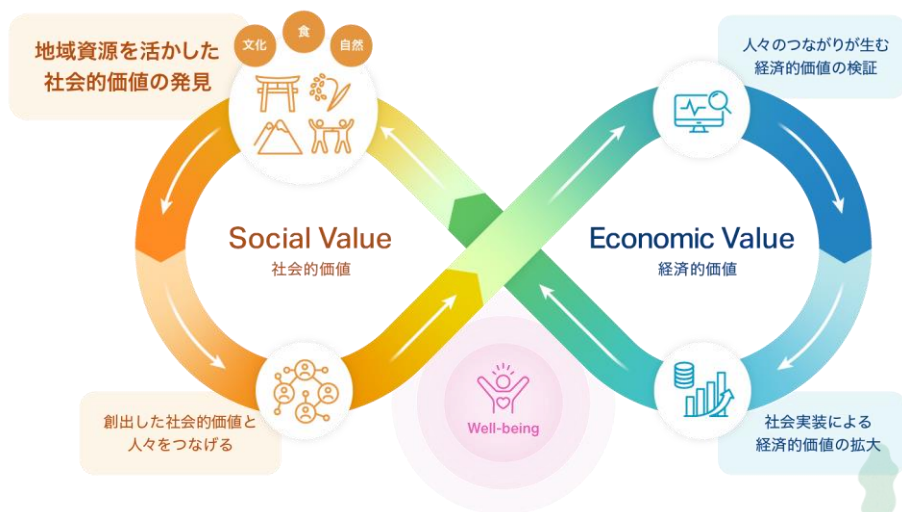 文化
食
自然
地域資源を活かした
社会的価値の発見
人々のつながりが生む
経済的価値の検証
Social Value
社会的価値
Economic Value
経済的価値
創出した社会的価値と
人々をつなげる
Well-being
社会実装による
経済的価値の拡大